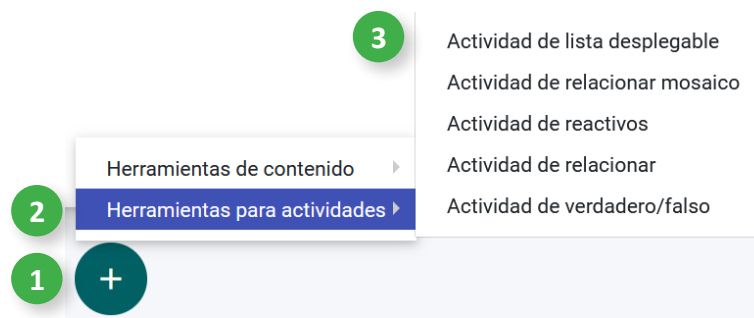 3
Actividad de lista desplegable
Actividad de relacionar mosaico
Actividad de reactivos
Actividad de relacionar
Actividad de verdadero/falso
Herramientas de contenido
2
Herramientas para actividades
1
+